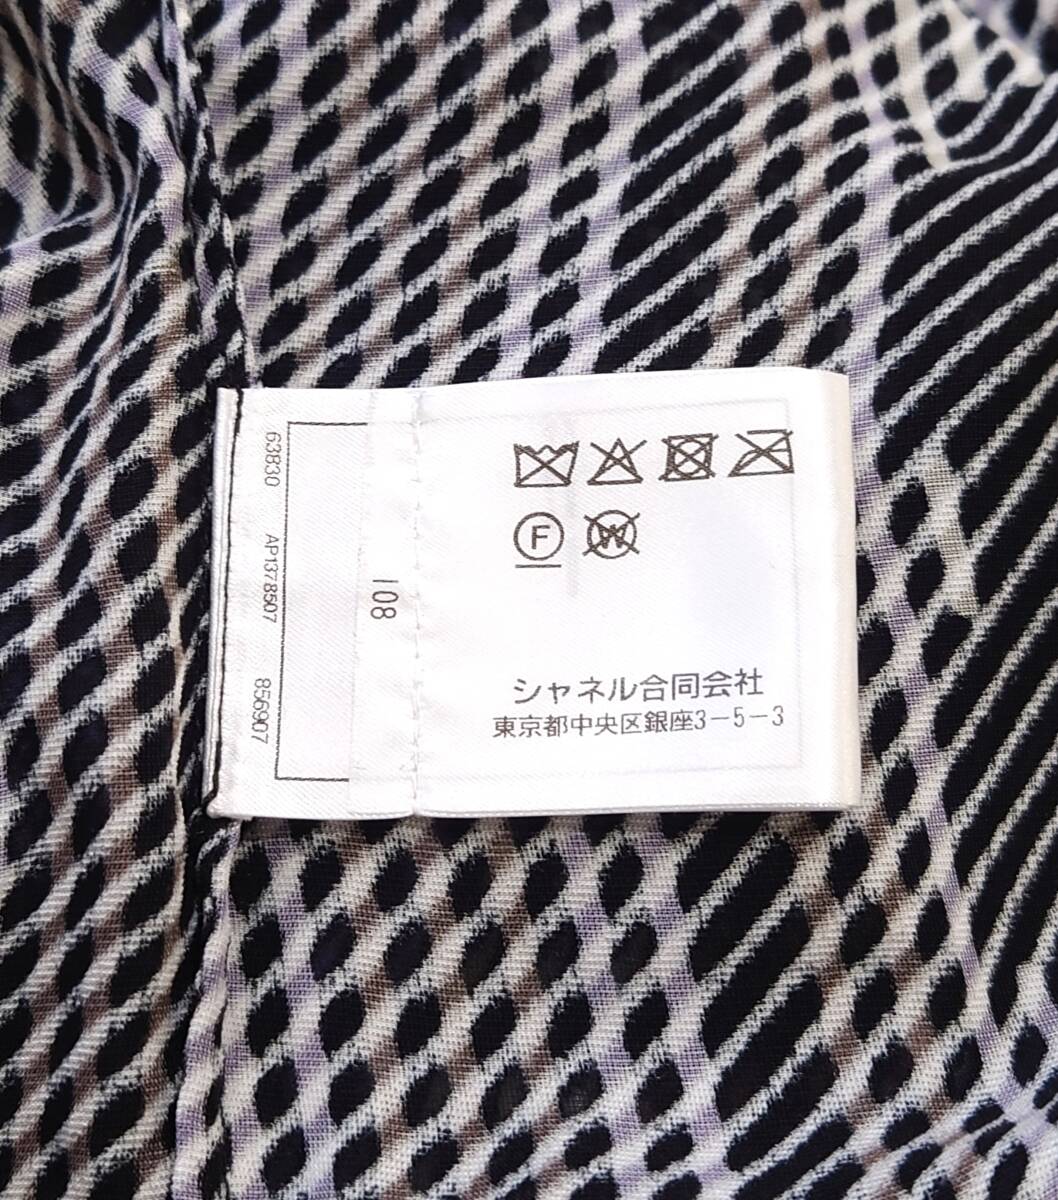 63830 AP1378507 856907
108
F
W
シャネル合同会社
東京都中央区銀座3-5-3